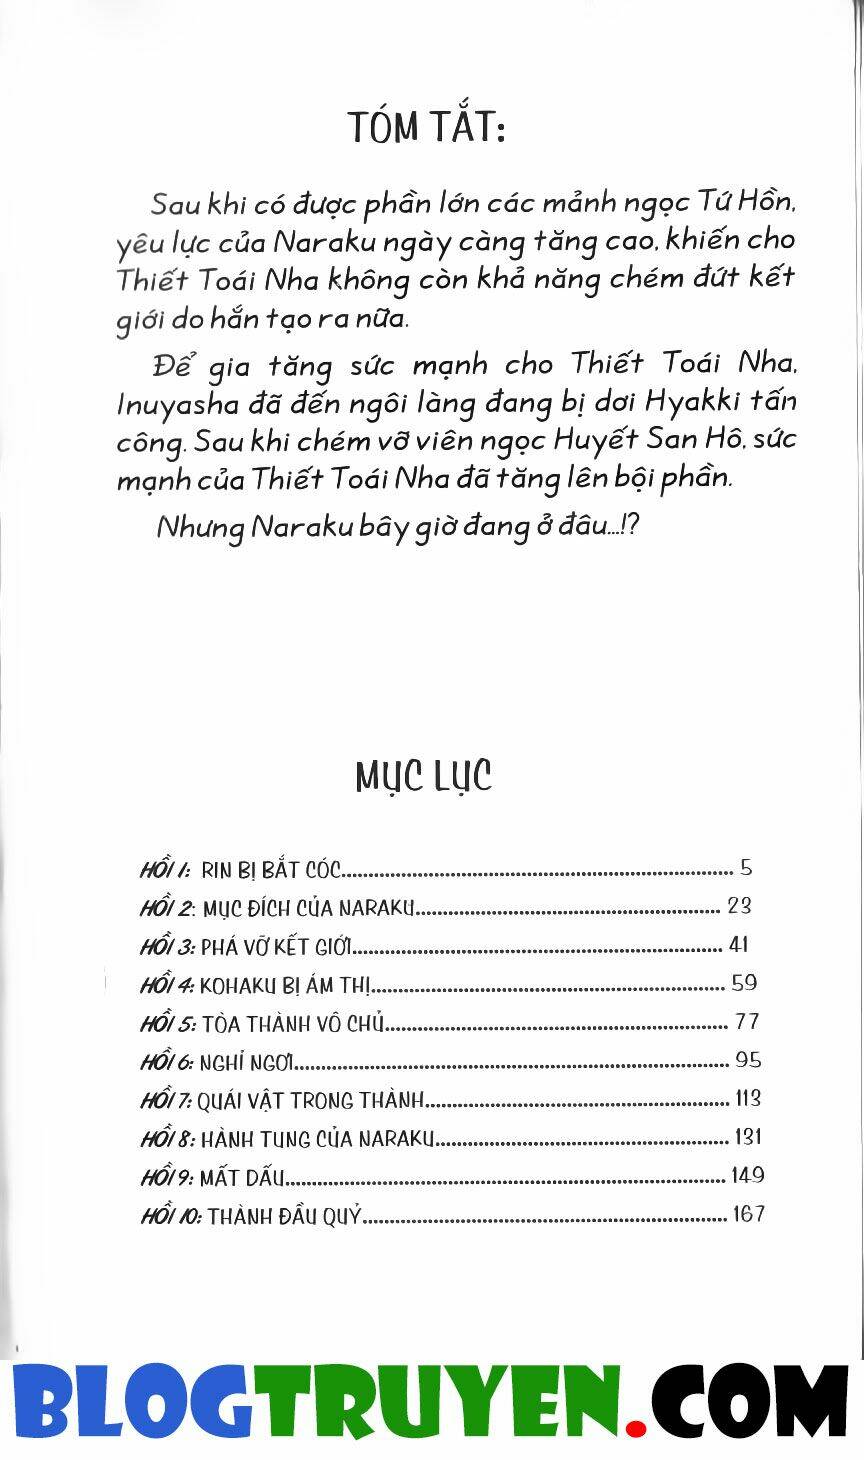 TÓM TẮT:
Sau khi có được phần lớn các mảnh ngọc Tứ Hồn,
yêu lực của Naraku ngày càng tăng cao, khiến cho
Thiết Toái Nha không còn khả năng chém đứt kết
giới do hắn tạo ra nữa.
Để gia tăng sức mạnh cho Thiết Toái Nha,
Inuyasha đã đến ngôi làng đang bị dơi Hyakki tấn
công. Sau khi chém vỡ viên ngọc Huyết San Hô, sức
mạnh của Thiết Toái Nha đã tăng lên bội phần.
Nhưng Naraku bây giờ đang ở đâu...!?
MỤC LỤC
HỒI 1: RIN BỊ BẮT CÓC........................................ 5
HỒI 2: MỤC ĐÍCH CỦA NARAKU........................................ 23
HỒI 3: PHÁ VỠ KẾT GIỚI........................................ 41
HỒI 4: KOHAKU BỊ ÁM THỊ........................................ 59
HỒI 5: TÒA THÀNH VÔ CHỦ........................................ 77
HỒI 6: NGHỈ NGƠI........................................ 95
HỒI 7: QUÁI VẬT TRONG THÀNH........................................ 113
HỒI 8: HÀNH TUNG CỦA NARAKU........................................ 131
HỒI 9: MẤT DẤU........................................ 149
HỒI 10: THÀNH ĐẦU QUỶ........................................ 167
BLOGTRUYEN.COM